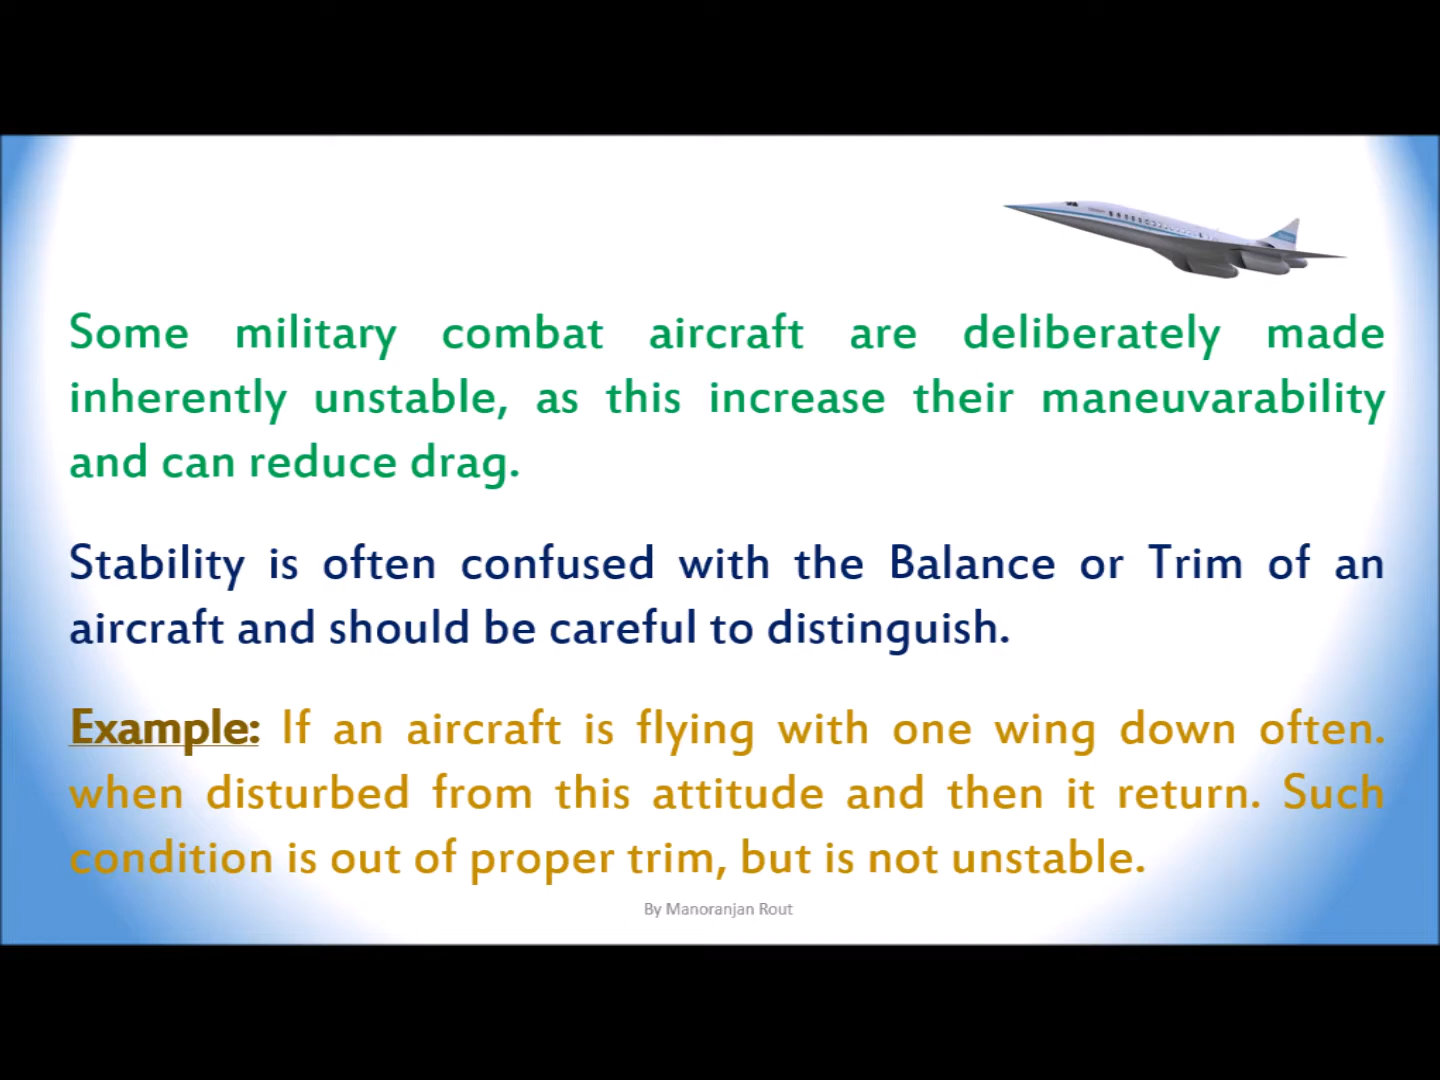 Some military combat aircraft are deliberately made
inherently unstable, as this increase their maneuvarability
and can reduce drag.
Stability is often confused with the Balance or Trim of an
aircraft and should be careful to distinguish.
Example: If an aircraft is flying with one wing down often.
when disturbed from this attitude and then it return. Such
condition is out of proper trim, but is not unstable.
By Manoranjan Rout